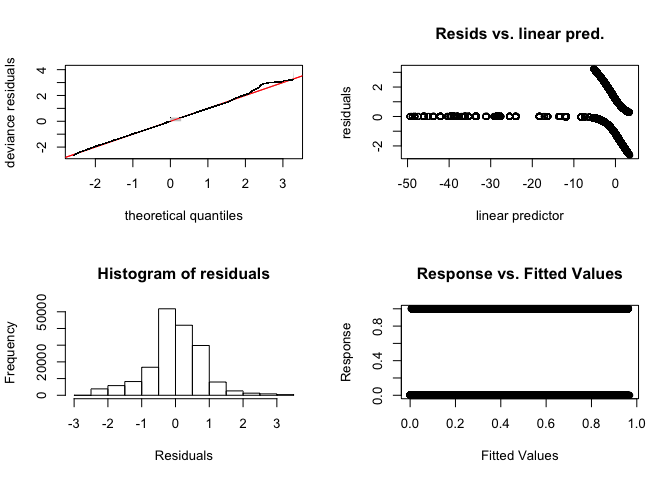 deviance residuals
4
2
0
-2
-2 -1 0 1 2 3
theoretical quantiles
Resids vs. linear pred.
residuals
2
0
-2
-50 -40 -30 -20 -10 0
linear predictor
Histogram of residuals
Frequency
50000
20000
0
-3 -2 -1 0 1 2 3
Residuals
Response vs. Fitted Values
Response
0.8
0.4
0.0
0.0 0.2 0.4 0.6 0.8 1.0
Fitted Values